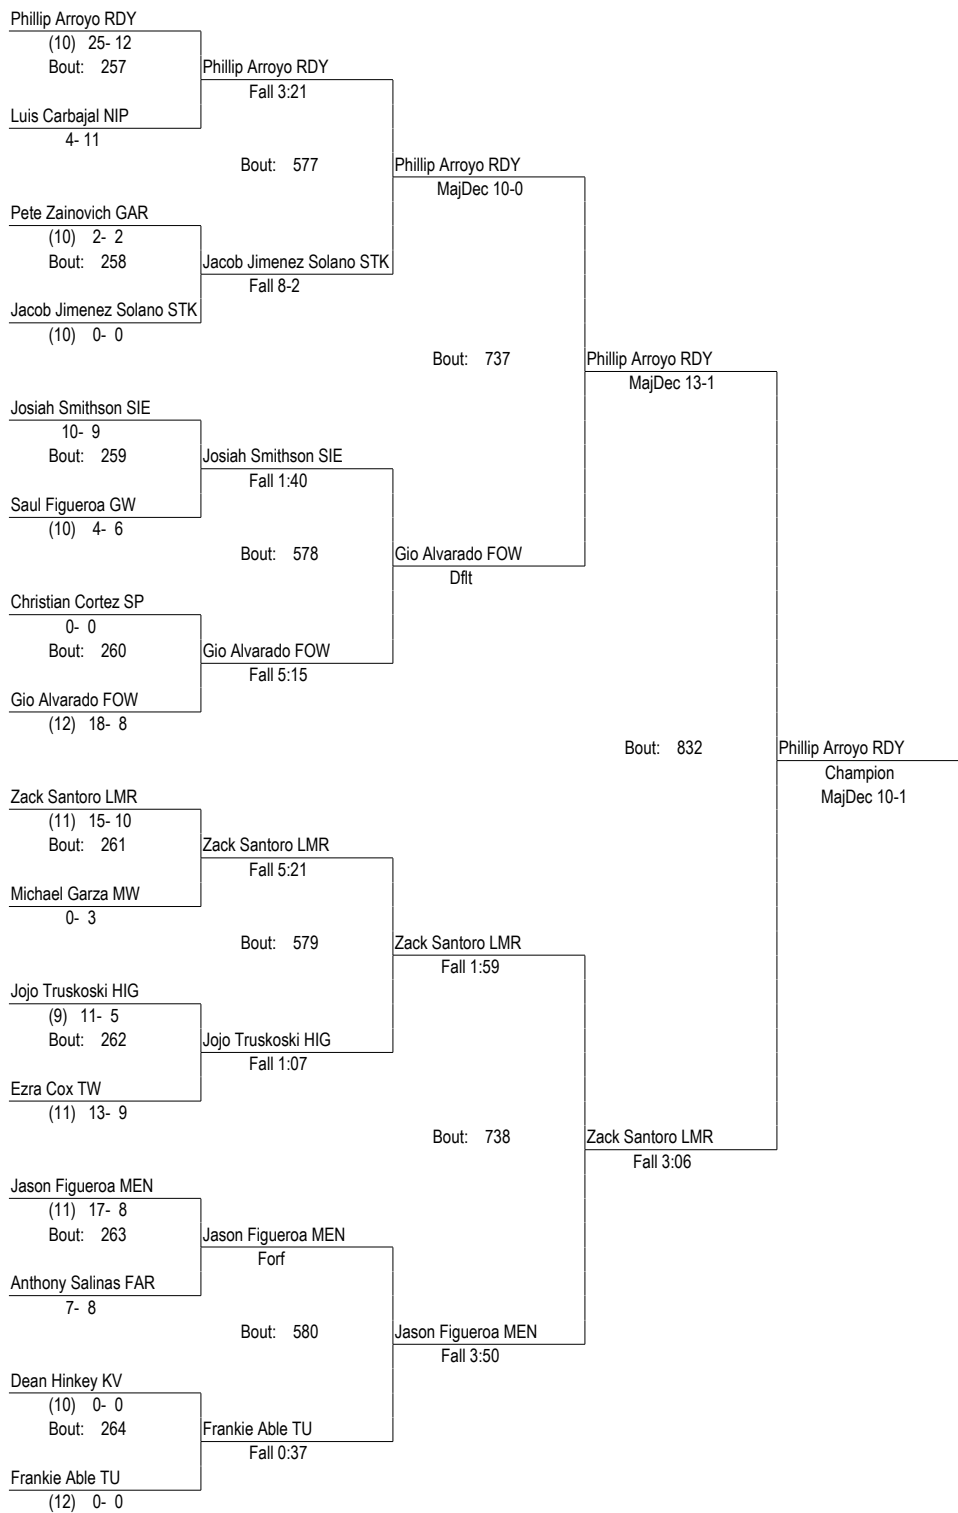 Phillip Arroyo RDY
(10) 25- 12
Bout: 257
Phillip Arroyo RDY
Fall 3:21
Luis Carbajal NIP
4- 11
Bout: 577
Phillip Arroyo RDY
MajDec 10-0
Pete Zainovich GAR
(10) 2- 2
Bout: 258
Jacob Jimenez Solano STK
Fall 8-2
Jacob Jimenez Solano STK
(10) 0- 0
Bout: 737
Phillip Arroyo RDY
MajDec 13-1
Josiah Smithson SIE
10- 9
Bout: 259
Josiah Smithson SIE
Fall 1:40
Saul Figueroa GW
(10) 4- 6
Bout: 578
Gio Alvarado FOW
Dflt
Christian Cortez SP
0- 0
Bout: 260
Gio Alvarado FOW
Fall 5:15
Gio Alvarado FOW
(12) 18- 8
Bout: 832
Phillip Arroyo RDY
Champion
MajDec 10-1
Zack Santoro LMR
(11) 15- 10
Bout: 261
Zack Santoro LMR
Fall 5:21
Michael Garza MW
0- 3
Bout: 579
Zack Santoro LMR
Fall 1:59
Jojo Truskoski HIG
(9) 11- 5
Bout: 262
Jojo Truskoski HIG
Fall 1:07
Ezra Cox TW
(11) 13- 9
Bout: 738
Zack Santoro LMR
Fall 3:06
Jason Figueroa MEN
(11) 17- 8
Bout: 263
Jason Figueroa MEN
Forf
Anthony Salinas FAR
7- 8
Bout: 580
Jason Figueroa MEN
Fall 3:50
Dean Hinkey KV
(10) 0- 0
Bout: 264
Frankie Able TU
Fall 0:37
Frankie Able TU
(12) 0- 0